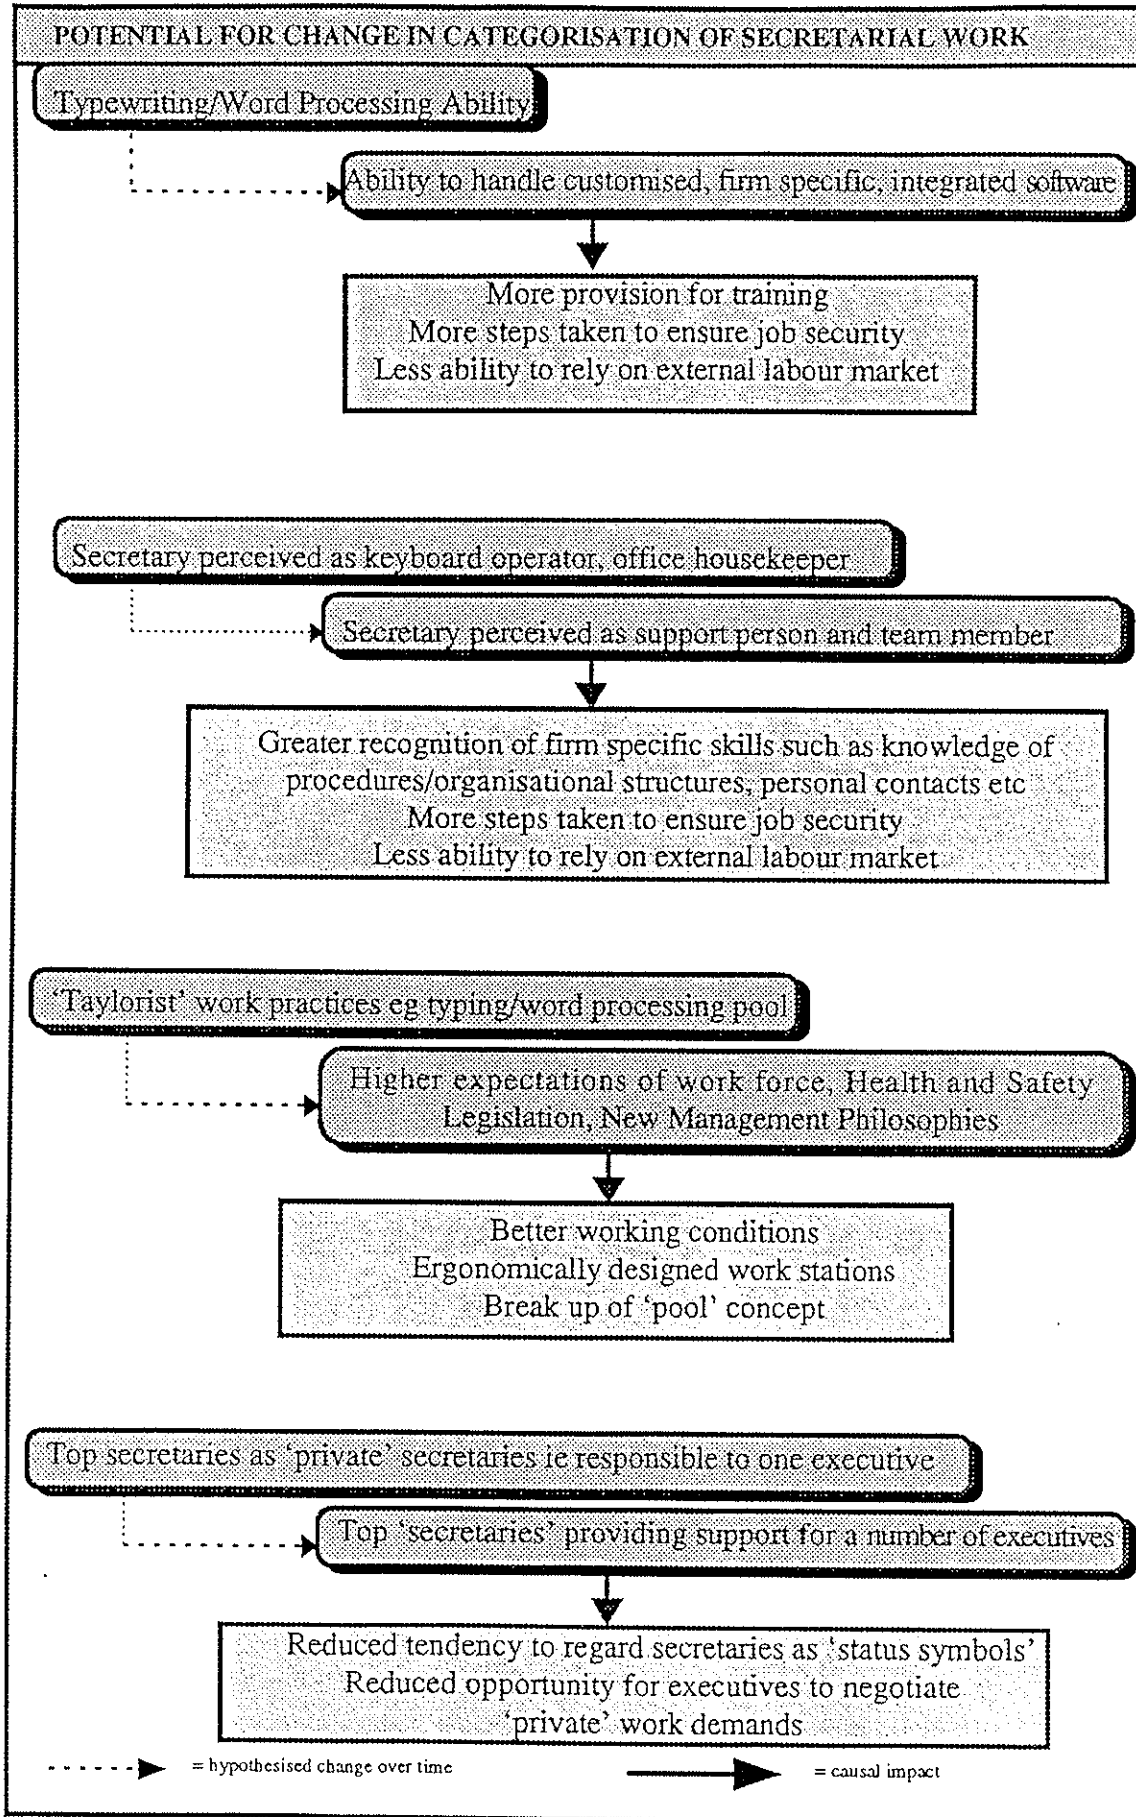 POTENTIAL FOR CHANGE IN CATEGORISATION OF SECRETARIAL WORK
Typewriting/Word Processing Ability
Ability to handle customised, firm specific, integrated software
More provision for training
More steps taken to ensure job security
Less ability to rely on external labour market
Secretary perceived as keyboard operator, office housekeeper
Secretary perceived as support person and team member
Greater recognition of firm specific skills such as knowledge of
procedures/organisational structures, personal contacts etc
More steps taken to ensure job security
Less ability to rely on external labour market
‘Taylorist’ work practices eg typing/word processing pool
Higher expectations of work force, Health and Safety
Legislation, New Management Philosophies
Better working conditions
Ergonomically designed work stations
Break up of ‘pool’ concept
Top secretaries as ‘private’ secretaries ie responsible to one executive
Top ‘secretaries’ providing support for a number of executives
Reduced tendency to regard secretaries as ‘status symbols’
Reduced opportunity for executives to negotiate
‘private’ work demands
= hypothesised change over time
= causal impact